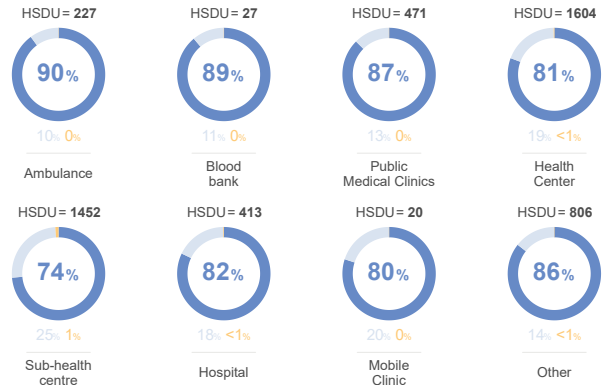 HSDU= 227 HSDU= 27 HSDU= 471 HSDU= 1604
90% 89% 87% 81%
10% 0% 11% 0% 13% 0% 19% <1%
Ambulance
Blood
bank
Public
Medical Clinics
Health
Center
HSDU= 1452 HSDU= 413 HSDU= 20 HSDU= 806
74% 82% 80% 86%
25% 1% 18% <1% 20% 0% 14% <1%
Sub-health
centre
Hospital
Mobile
Clinic
Other